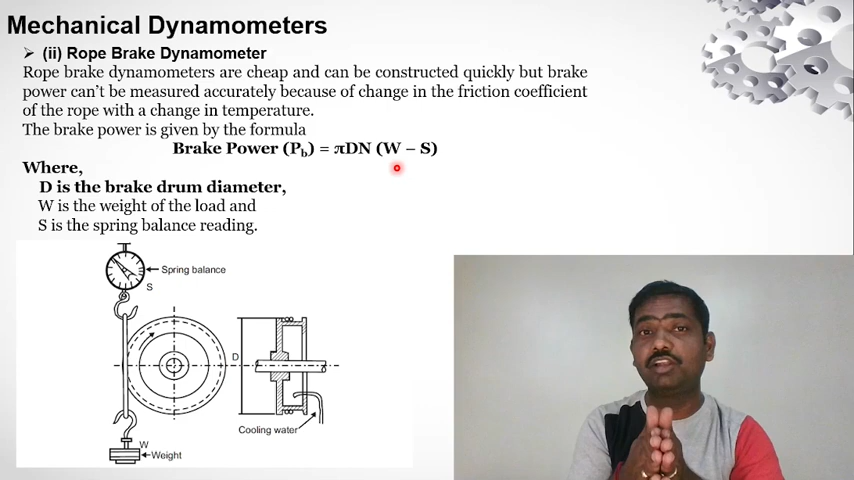 Mechanical Dynamometers
➤ (ii) Rope Brake Dynamometer
Rope brake dynamometers are cheap and can be constructed quickly but brake
power can't be measured accurately because of change in the friction coefficient
of the rope with a change in temperature.
The brake power is given by the formula
Brake Power (Pb) = πDN (W – S)
Where,
D is the brake drum diameter,
W is the weight of the load and
S is the spring balance reading.
Spring balance
S
D
Cooling water
W
Weight